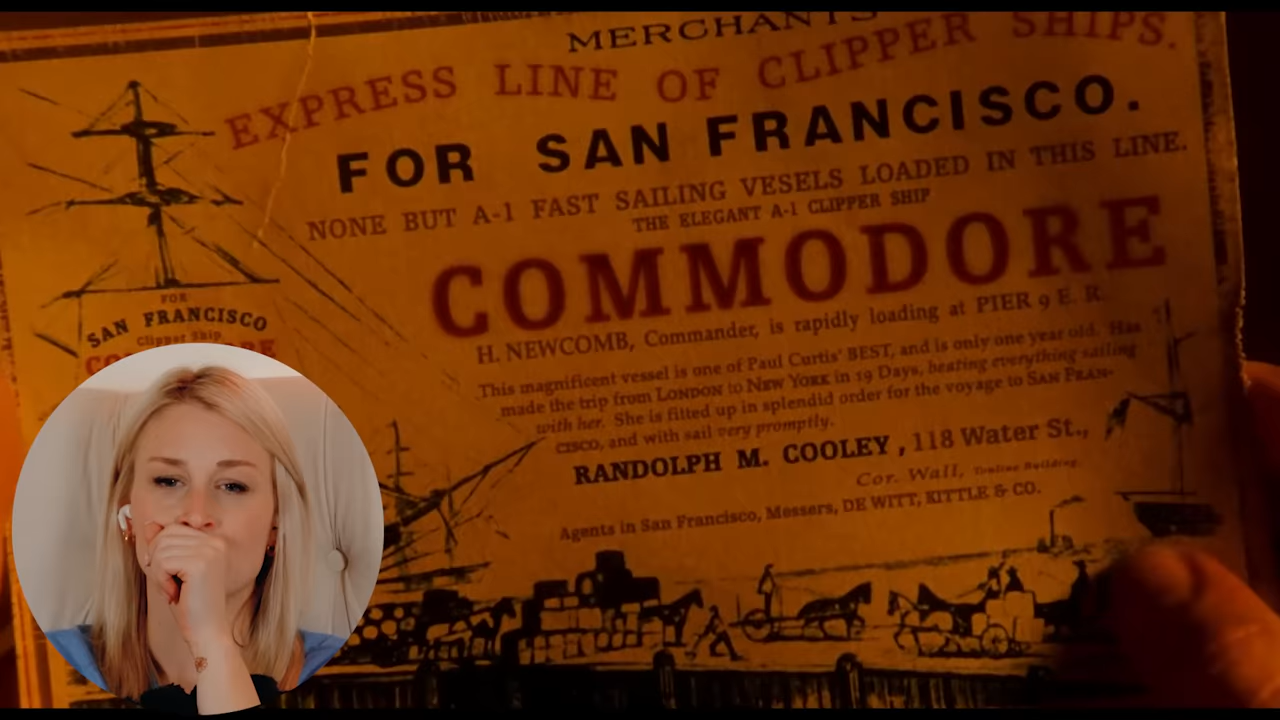 MERCHANTS
EXPRESS LINE OF CLIPPER SHIPS.
FOR SAN FRANCISCO.
NONE BUT A-1 FAST SAILING VESELS LOADED IN THIS LINE.
THE ELEGANT A-1 CLIPPER SHIP
COMMODORE
H. NEWCOMB, Commander, is rapidly loading at PIER 9 E. R.
This magnificent vessel is one of Paul Curtis' BEST, and is only one year old. Has
made the trip from LONDON to NEW YORK in 19 Days, beating everything sailing
with her. She is fitted up in splendid order for the voyage to SAN FRAN-
CISCO, and with sail very promptly.
RANDOLPH M. COOLEY, 118 Water St.,
Cor. Wall, Tontine Building.
Agents in San Francisco, Messers, DE WITT, KITTLE & CO.
FOR
SAN FRANCISCO
Clipper Ship